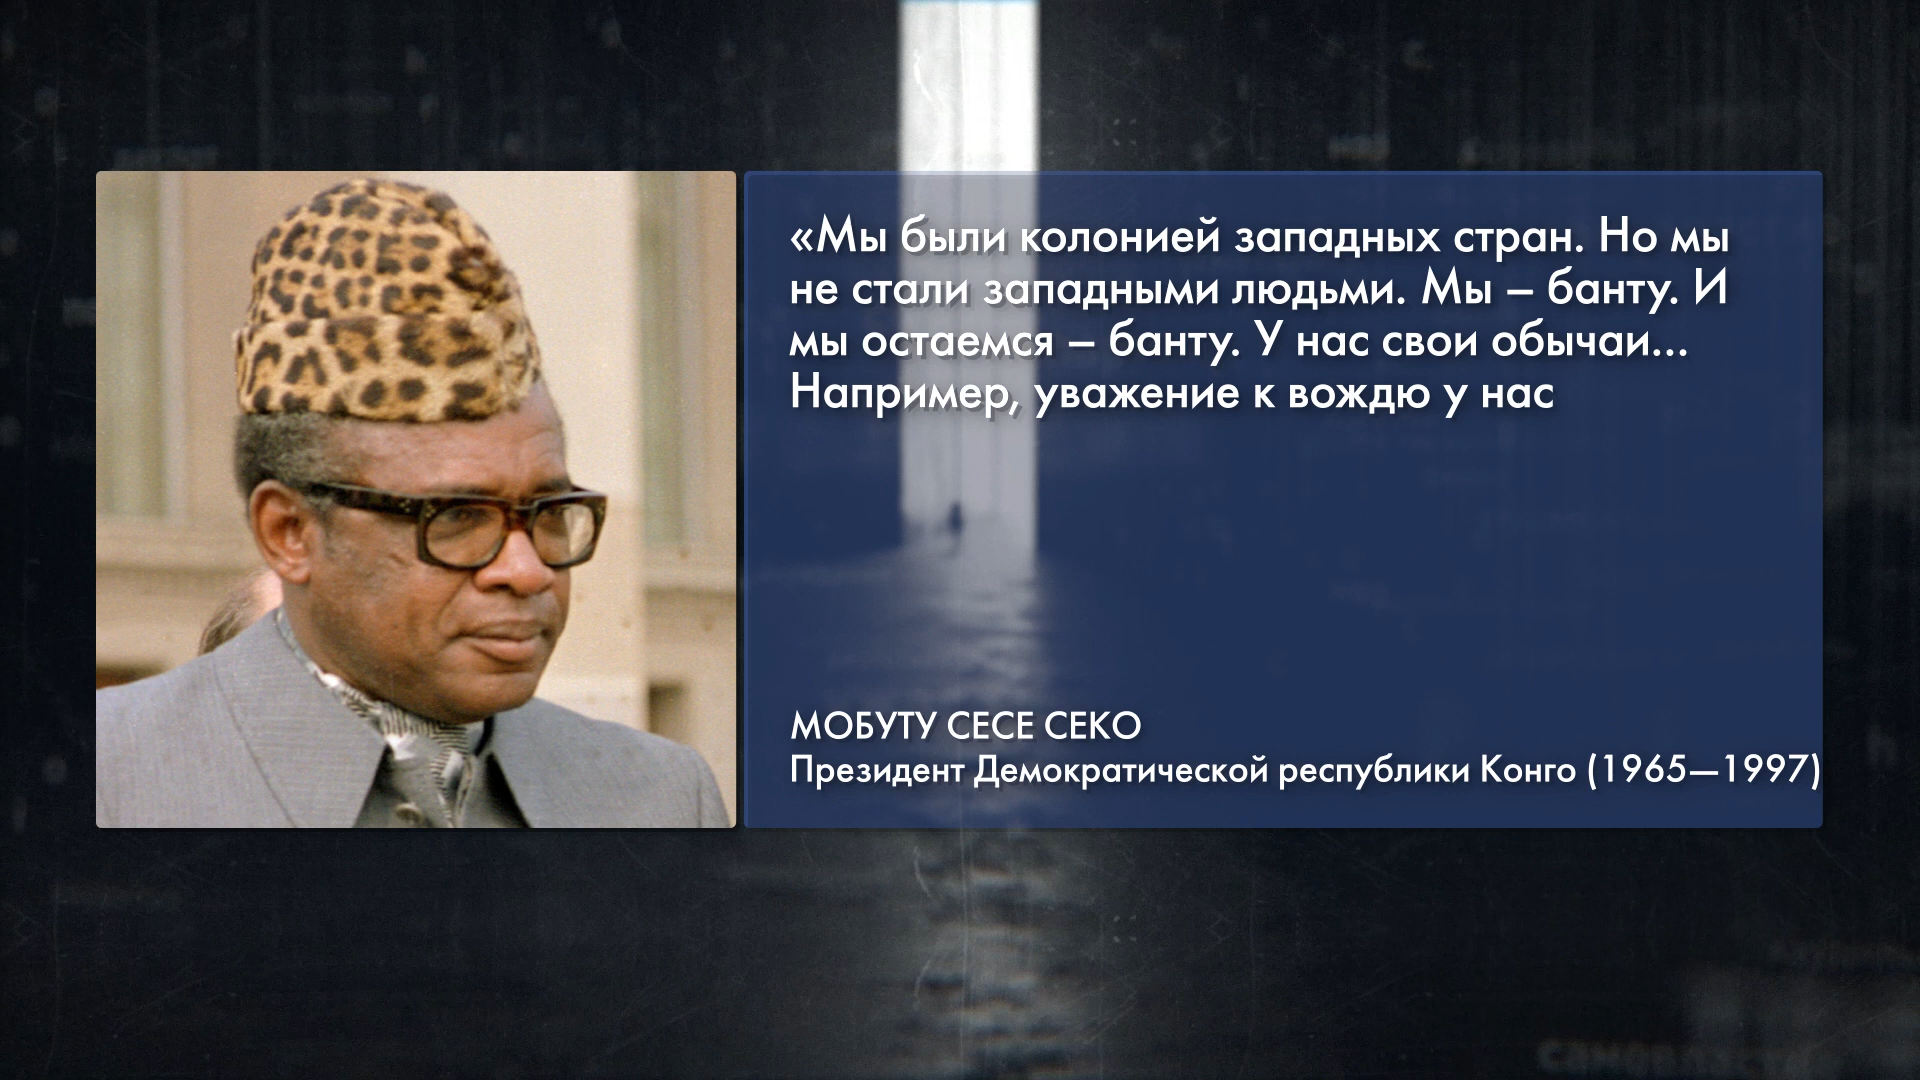 «Мы были колонией западных стран. Но мы
не стали западными людьми. Мы – банту. И
мы остаемся – банту. У нас свои обычаи...
Например, уважение к вождю у нас
МОБУТУ СЕСЕ СЕКО
Президент Демократической республики Конго (1965—1997)